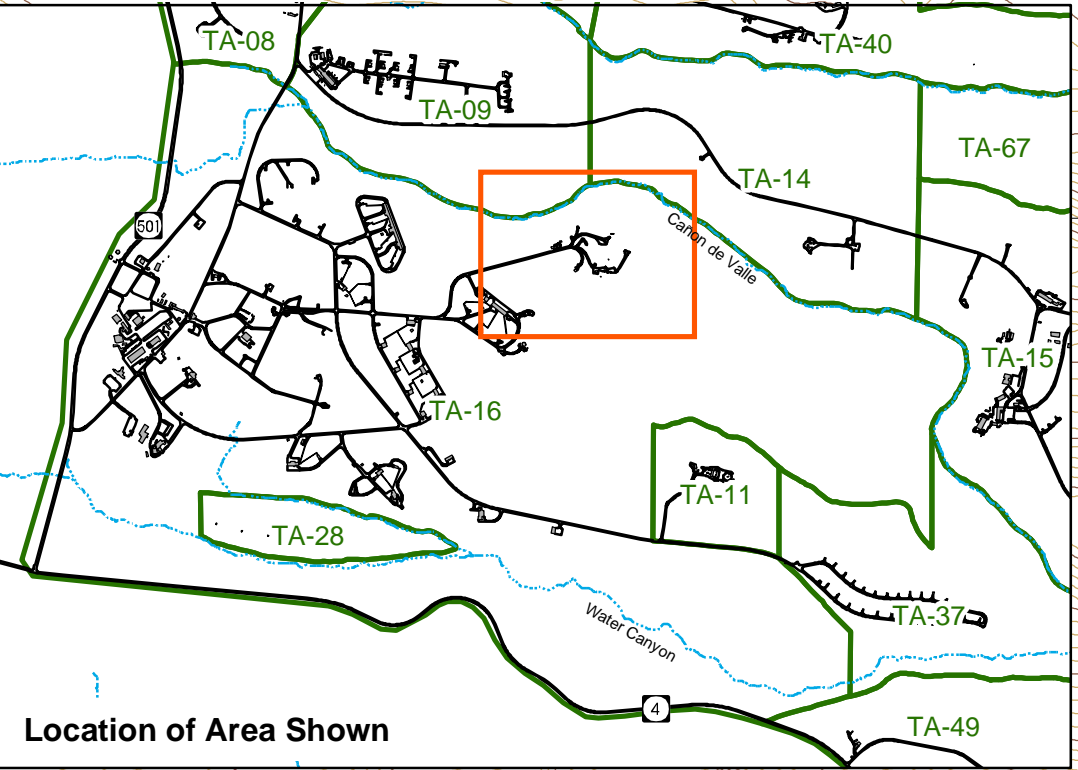 TA-08
TA-40
TA-09
TA-67
TA-14
501
Cañon de Valle
TA-15
TA-16
TA-11
TA-28
TA-37
Water Canyon
4
TA-49
Location of Area Shown